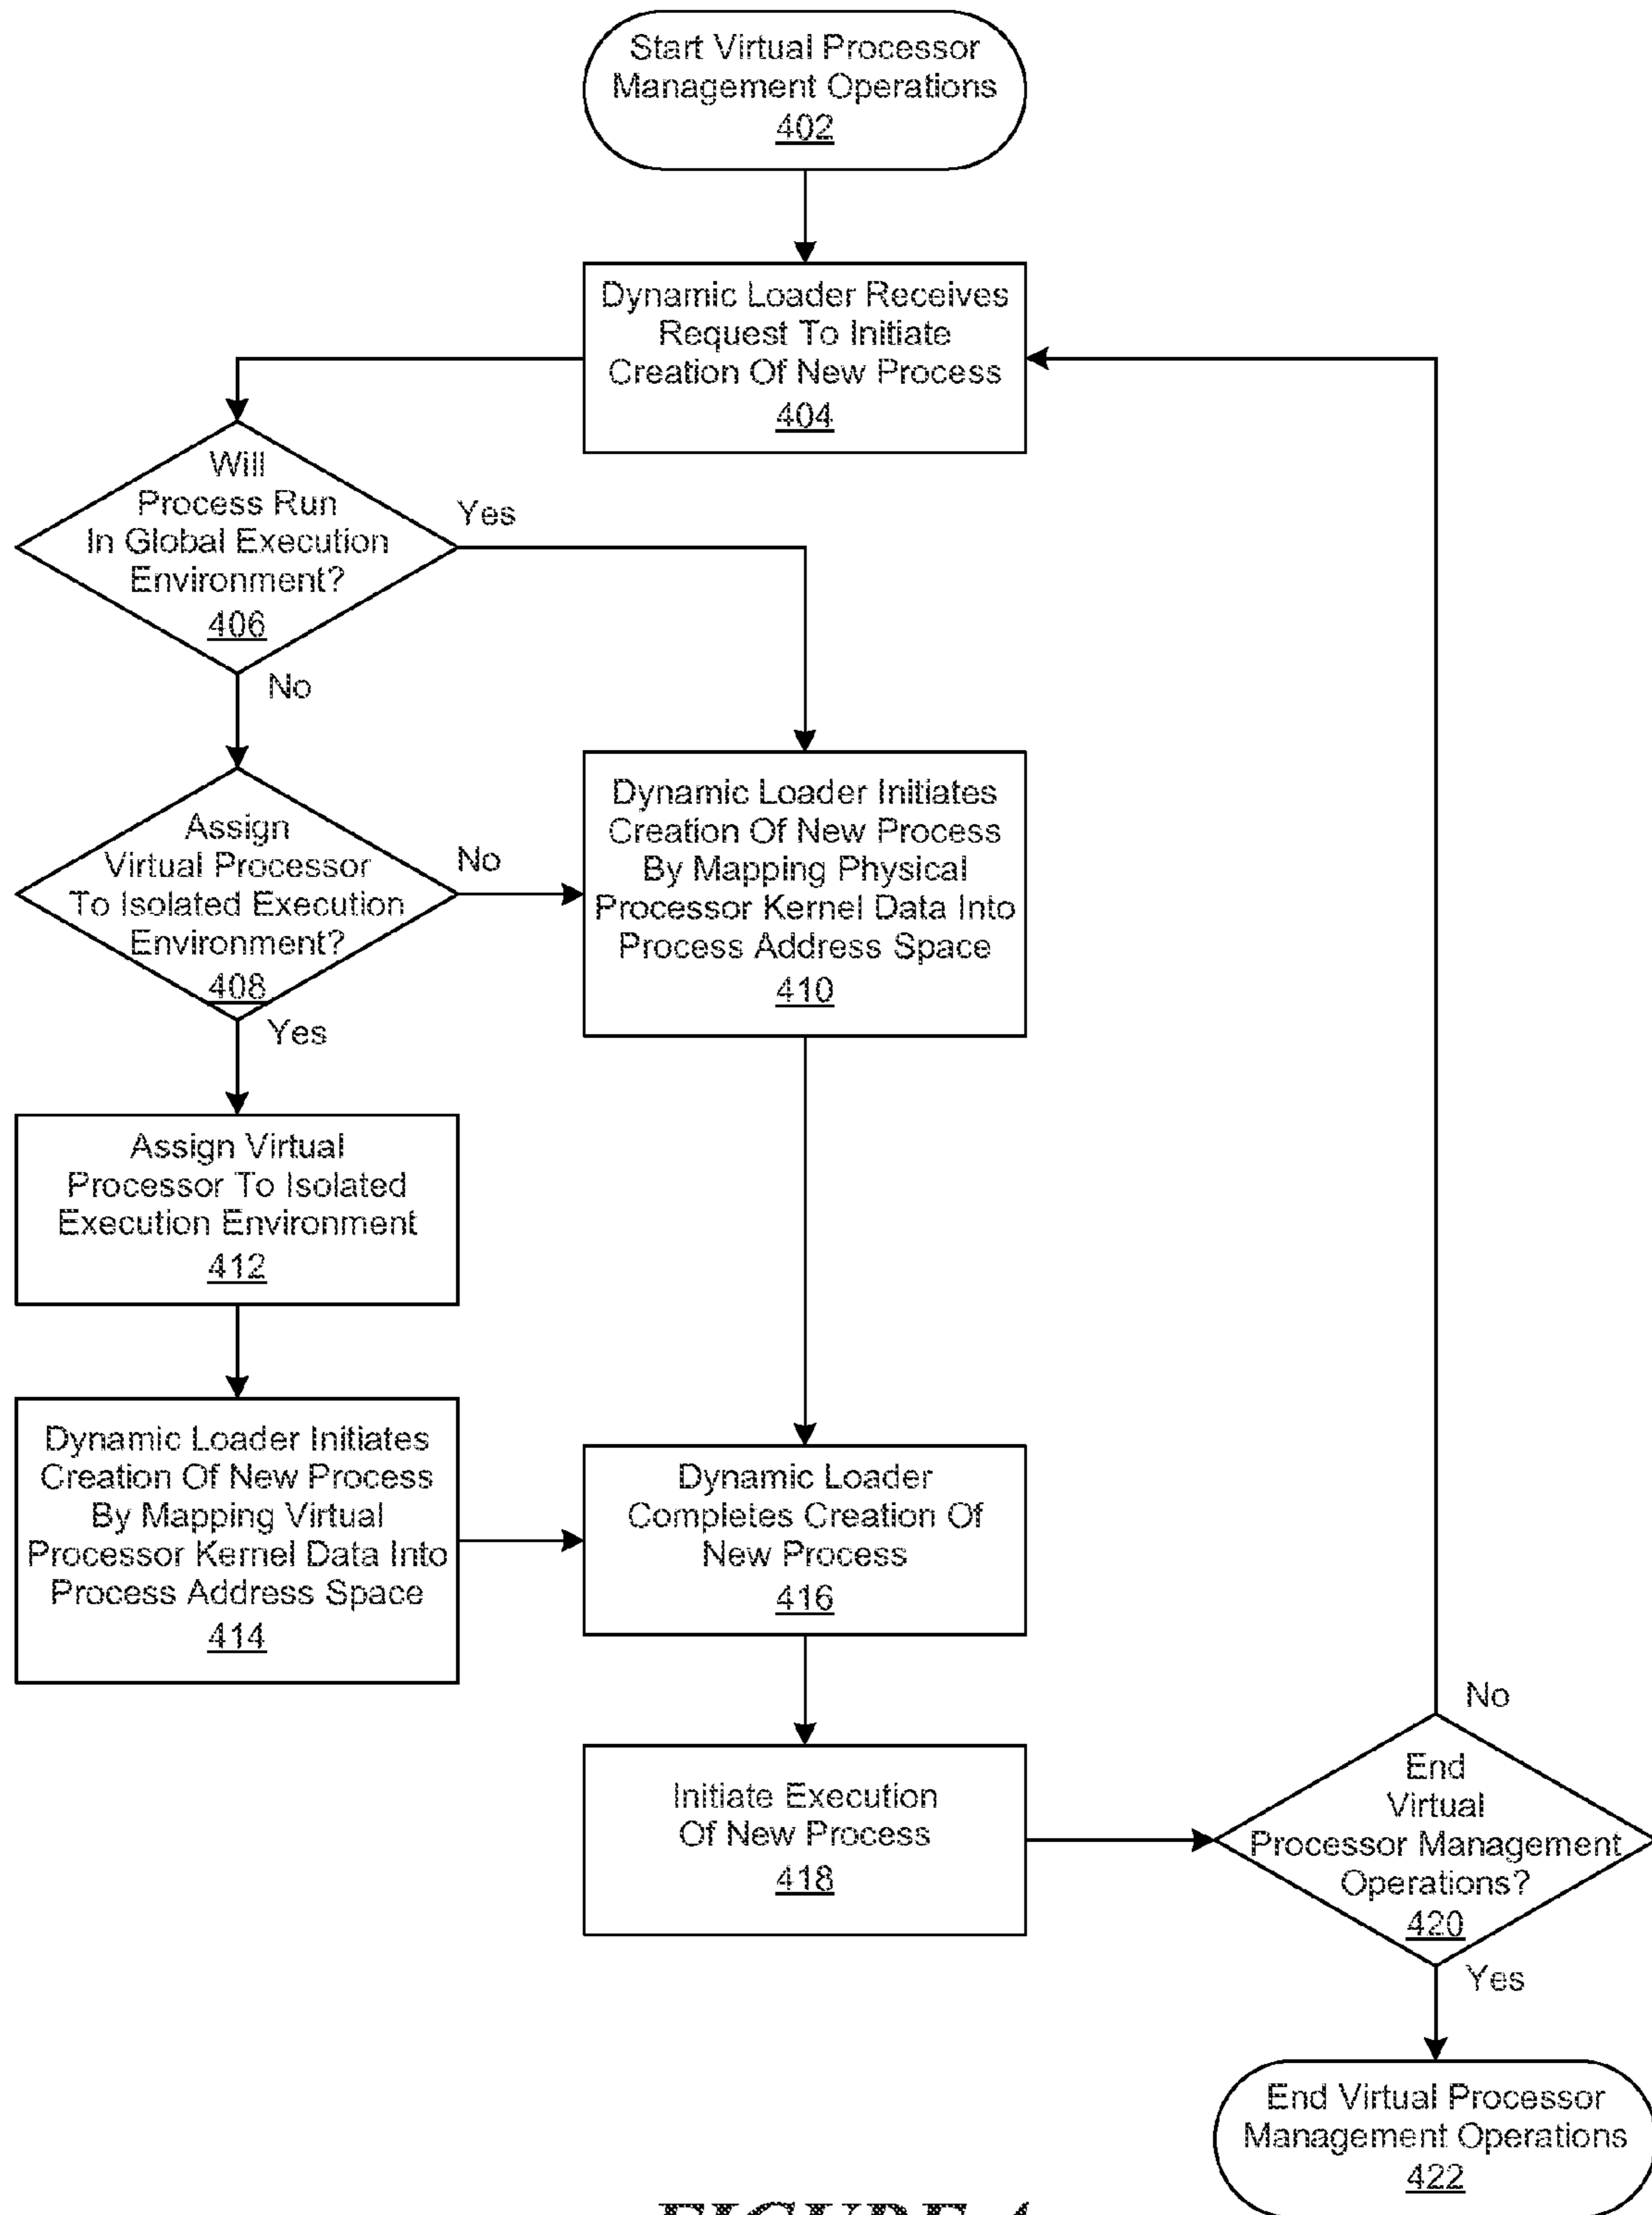 Start Virtual Processor
Management Operations
402
Dynamic Loader Receives
Request To Initiate
Creation Of New Process
404
Will
Process Run
In Global Execution
Environment?
406
Yes
No
Assign
Virtual Processor
To Isolated Execution
Environment?
408
No
Yes
Dynamic Loader Initiates
Creation Of New Process
By Mapping Physical
Processor Kernel Data Into
Process Address Space
410
Assign Virtual
Processor To Isolated
Execution Environment
412
Dynamic Loader Initiates
Creation Of New Process
By Mapping Virtual
Processor Kernel Data Into
Process Address Space
414
Dynamic Loader
Completes Creation Of
New Process
416
Initiate Execution
Of New Process
418
No
End
Virtual
Processor Management
Operations?
420
Yes
End Virtual Processor
Management Operations
422
FIGURE 4